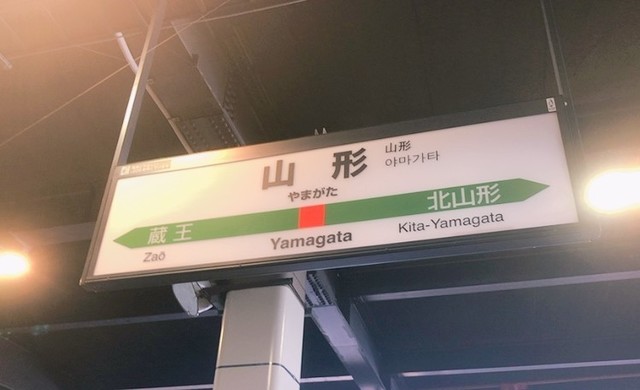 山形
やまがた
山形
야마가타
蔵王
北山形
Zaō
Yamagata
Kita-Yamagata